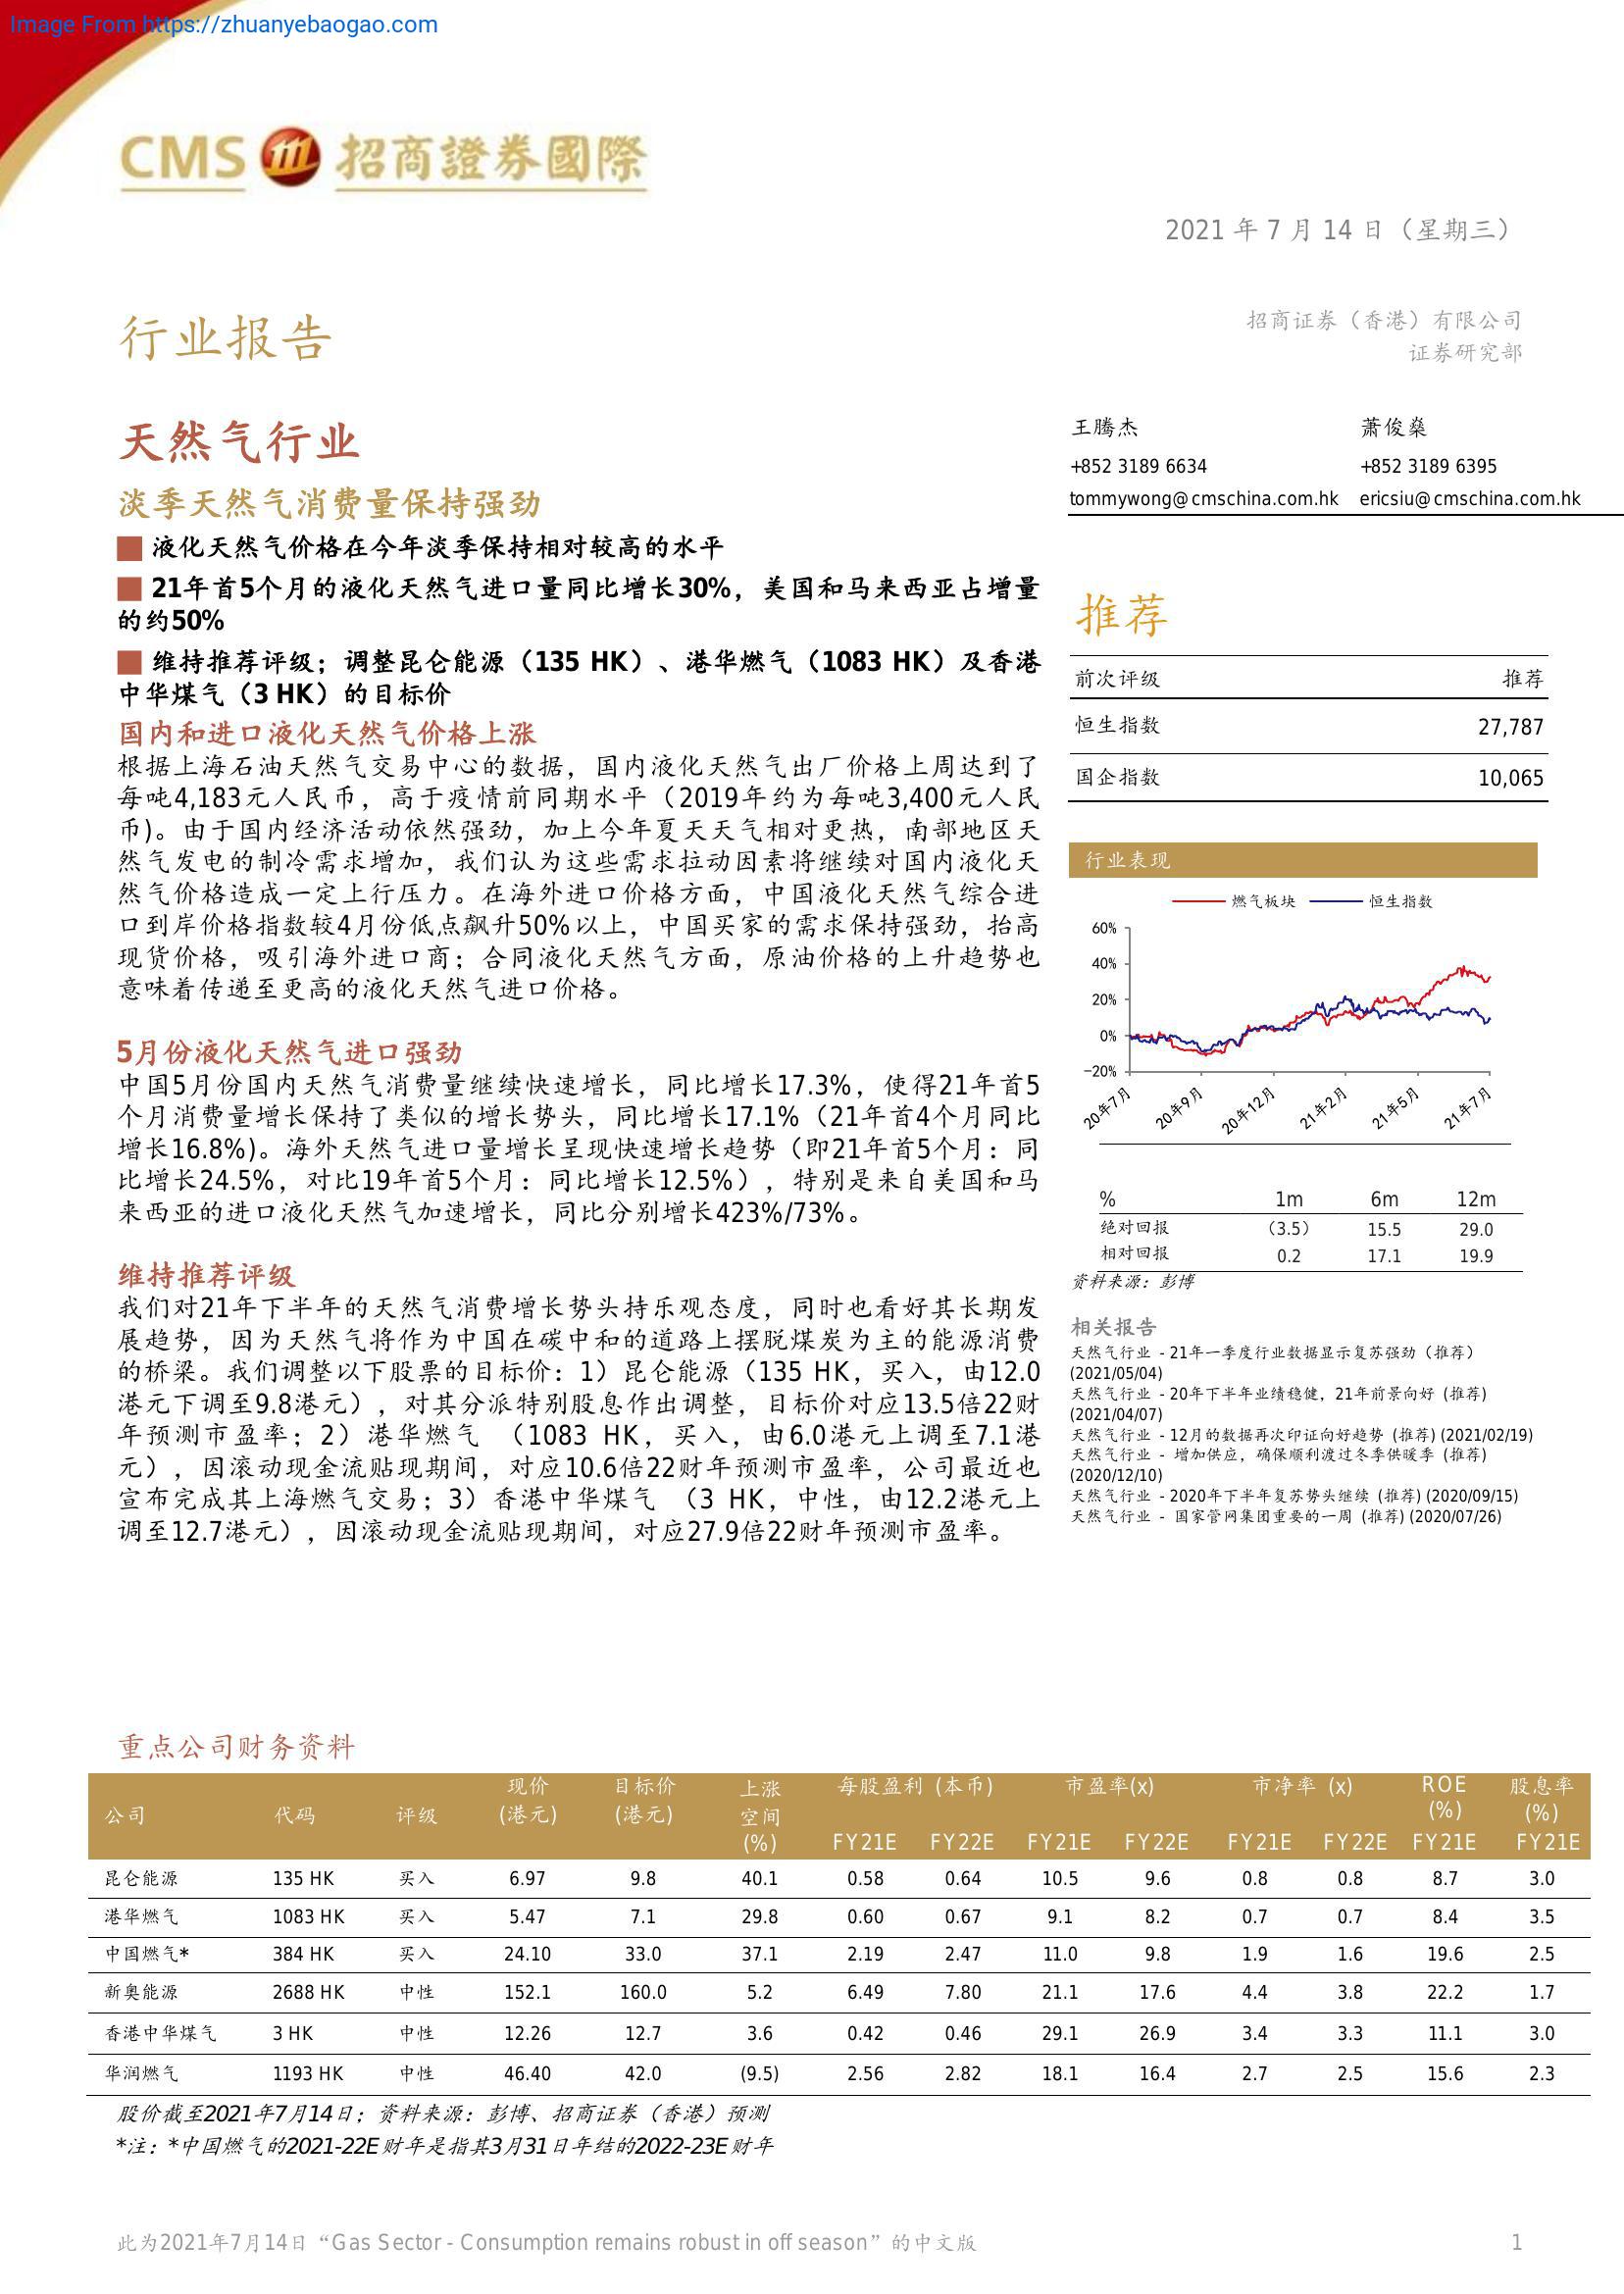 Image From https://zhuanyebaogao.com
CMS 招商證券國際
2021 年 7 月 14 日（星期三）
行业报告
招商证券（香港）有限公司
证券研究部
天然气行业
淡季天然气消费量保持强劲
液化天然气价格在今年淡季保持相对较高的水平
21年首5个月的液化天然气进口量同比增长30%，美国和马来西亚占增量
的约50%
维持推荐评级；调整昆仑能源（135 HK）、港华燃气（1083 HK）及香港
中华煤气（3 HK）的目标价
国内和进口液化天然气价格上涨
根据上海石油天然气交易中心的数据，国内液化天然气出厂价格上周达到了
每吨4,183元人民币，高于疫情前同期水平（2019年约为每吨3,400元人民
币)。由于国内经济活动依然强劲，加上今年夏天天气相对更热，南部地区天
然气发电的制冷需求增加，我们认为这些需求拉动因素将继续对国内液化天
然气价格造成一定上行压力。在海外进口价格方面，中国液化天然气综合进
口到岸价格指数较4月份低点飙升50%以上，中国买家的需求保持强劲，抬高
现货价格，吸引海外进口商；合同液化天然气方面，原油价格的上升趋势也
意味着传递至更高的液化天然气进口价格。
5月份液化天然气进口强劲
中国5月份国内天然气消费量继续快速增长，同比增长17.3%，使得21年首5
个月消费量增长保持了类似的增长势头，同比增长17.1%（21年首4个月同比
增长16.8%)。海外天然气进口量增长呈现快速增长趋势（即21年首5个月：同
比增长24.5%，对比19年首5个月：同比增长12.5%），特别是来自美国和马
来西亚的进口液化天然气加速增长，同比分别增长423%/73%。
维持推荐评级
我们对21年下半年的天然气消费增长势头持乐观态度，同时也看好其长期发
展趋势，因为天然气将作为中国在碳中和的道路上摆脱煤炭为主的能源消费
的桥梁。我们调整以下股票的目标价：1）昆仑能源（135 HK，买入，由12.0
港元下调至9.8港元），对其分派特别股息作出调整，目标价对应13.5倍22财
年预测市盈率；2）港华燃气 （1083 HK，买入，由6.0港元上调至7.1港
元），因滚动现金流贴现期间，对应10.6倍22财年预测市盈率，公司最近也
宣布完成其上海燃气交易；3）香港中华煤气 （3 HK，中性，由12.2港元上
调至12.7港元），因滚动现金流贴现期间，对应27.9倍22财年预测市盈率。
王腾杰 萧俊燊
+852 3189 6634 +852 3189 6395
tommywong@cmschina.com.hk ericsiu@cmschina.com.hk
推荐
前次评级 推荐
恒生指数 27,787
国企指数 10,065
行业表现
燃气板块 恒生指数
60%
40%
20%
0%
-20%
20年7月 20年9月 20年12月 21年2月 21年5月 21年7月
% 1m 6m 12m
绝对回报 （3.5） 15.5 29.0
相对回报 0.2 17.1 19.9
资料来源：彭博
相关报告
天然气行业 - 21年一季度行业数据显示复苏强劲（推荐）
(2021/05/04)
天然气行业 - 20年下半年业绩稳健，21年前景向好 (推荐)
(2021/04/07)
天然气行业 - 12月的数据再次印证向好趋势 (推荐) (2021/02/19)
天然气行业 - 增加供应，确保顺利渡过冬季供暖季 (推荐)
(2020/12/10)
天然气行业 - 2020年下半年复苏势头继续 (推荐) (2020/09/15)
天然气行业 - 国家管网集团重要的一周 (推荐) (2020/07/26)
重点公司财务资料
公司 代码 评级 现价 (港元) 目标价 (港元) 上涨 空间 (%) 每股盈利 (本币) 市盈率(x) 市净率 (x) ROE (%) 股息率 (%)
FY21E FY22E FY21E FY22E FY21E FY22E FY21E FY21E
昆仑能源 135 HK 买入 6.97 9.8 40.1 0.58 0.64 10.5 9.6 0.8 0.8 8.7 3.0
港华燃气 1083 HK 买入 5.47 7.1 29.8 0.60 0.67 9.1 8.2 0.7 0.7 8.4 3.5
中国燃气* 384 HK 买入 24.10 33.0 37.1 2.19 2.47 11.0 9.8 1.9 1.6 19.6 2.5
新奥能源 2688 HK 中性 152.1 160.0 5.2 6.49 7.80 21.1 17.6 4.4 3.8 22.2 1.7
香港中华煤气 3 HK 中性 12.26 12.7 3.6 0.42 0.46 29.1 26.9 3.4 3.3 11.1 3.0
华润燃气 1193 HK 中性 46.40 42.0 (9.5) 2.56 2.82 18.1 16.4 2.7 2.5 15.6 2.3
股价截至2021年7月14日；资料来源：彭博、招商证券（香港）预测
*注：*中国燃气的2021-22E财年是指其3月31日年结的2022-23E财年
此为2021年7月14日“Gas Sector - Consumption remains robust in off season”的中文版
1